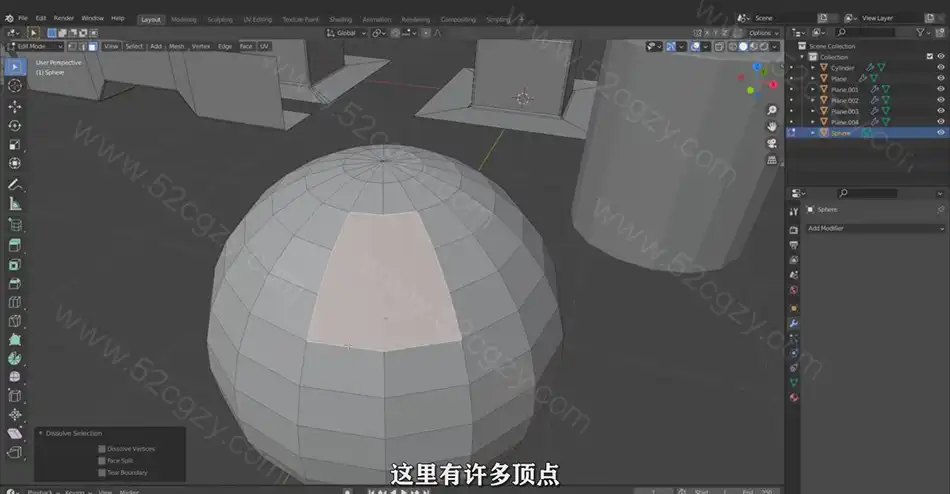 File Edit Render Window Help Layout Modeling Sculpting UV Editing Texture Paint Shading Animation Rendering Compositing Scripting Scene View Layer
Global Options
Edit Mode View Select Add Mesh Vertex Edge Face UV
User Perspective
(1) Sphere
Scene Collection
Collection
Cylinder
Plane
Plane.001
Plane.002
Plane.003
Plane.004
Sphere
Sphere
Add Modifier
Dissolve Selection
Dissolve Vertices
Face Split
Tear Boundary
这里有许多顶点
Playback Keying View Marker Start End 250
www.52cgzy.com